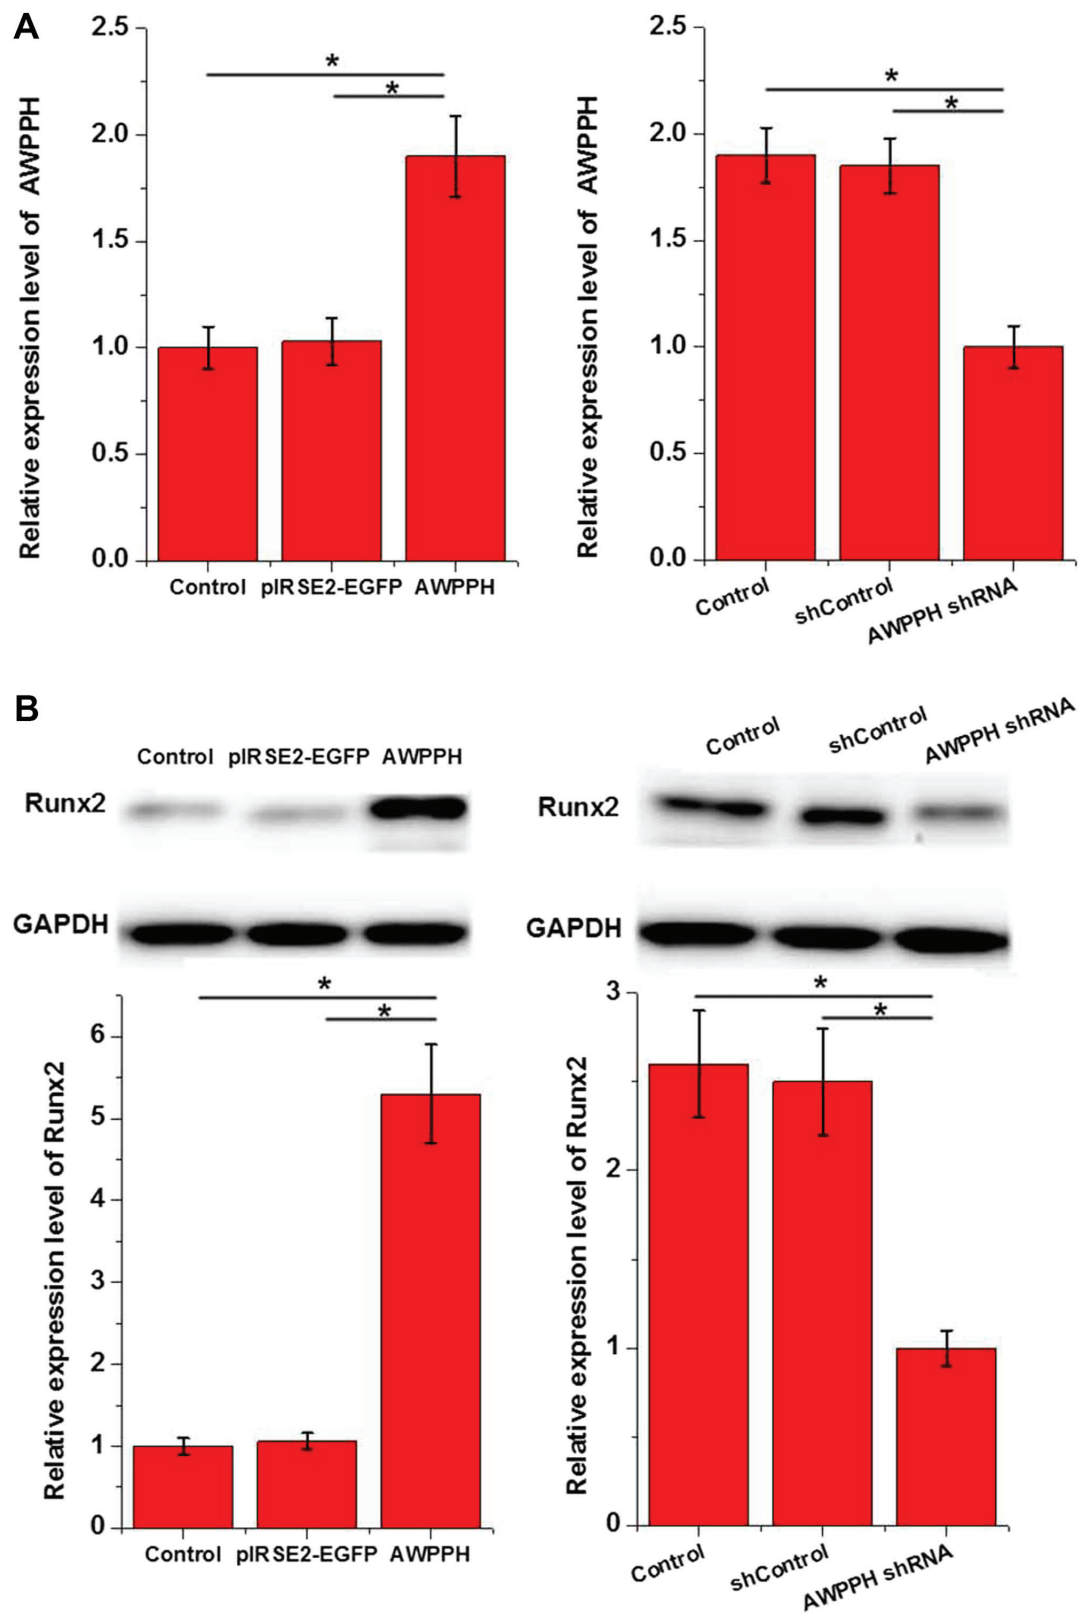 A
Relative expression level of AWPPH
2.5
2.0
1.5
1.0
0.5
0.0
*
*
Control pIRSE2-EGFP AWPPH
Relative expression level of AWPPH
2.5
2.0
1.5
1.0
0.5
0.0
*
*
Control
shControl
AWPPH shRNA
B
Control pIRSE2-EGFP AWPPH
Runx2
GAPDH
Control
shControl
AWPPH shRNA
Runx2
GAPDH
Relative expression level of Runx2
6
5
4
3
2
1
0
*
*
Control pIRSE2-EGFP AWPPH
Relative expression level of Runx2
3
2
1
0
*
*
Control
shControl
AWPPH shRNA